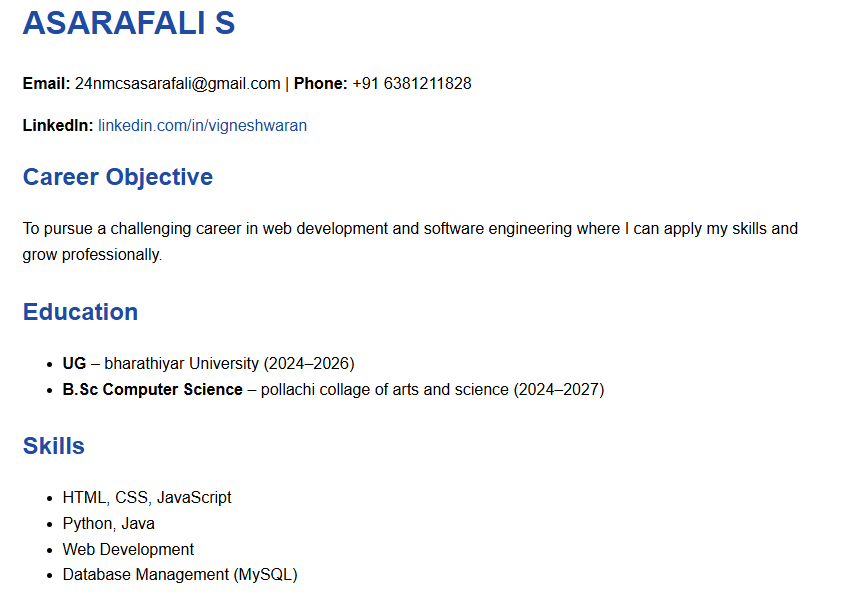 ASARAFALI S
Email: 24nmcsasarafali@gmail.com | Phone: +91 6381211828
LinkedIn: linkedin.com/in/vigneshwaran
Career Objective
To pursue a challenging career in web development and software engineering where I can apply my skills and
grow professionally.
Education
• UG – bharathiyar University (2024–2026)
• B.Sc Computer Science – pollachi collage of arts and science (2024–2027)
Skills
• HTML, CSS, JavaScript
• Python, Java
• Web Development
• Database Management (MySQL)